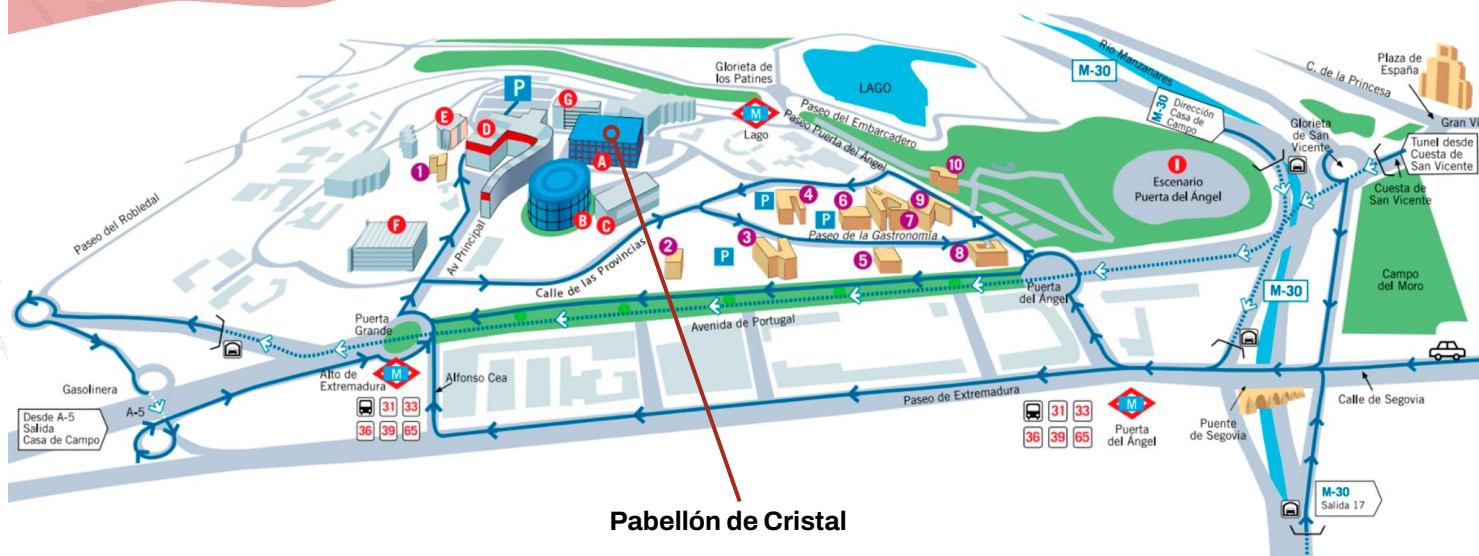 Glorieta de
los Patines
LAGO
Rio Manzanares
M-30
M-30 Dirección
Casa de
Campo
Plaza de
España
C. de la Princesa
Gran Ví
Glorieta
de San
Vicente
Tunel desde
Cuesta de
San Vicente
Cuesta de
San Vicente
P
G
E
D
M
Lago
Paseo del Embarcadero
Paseo Puerta del Ángel
A
1
10
I
Escenario
Puerta del Ángel
4
P
6
9
P
7
B
C
F
Paseo del Robledal
Av Principal
Calle de las Provincias
2
P
3
Paseo de la Gastronomía
5
8
Puerta
del Ángel
M-30
Campo
del Moro
Puerta
Grande
Avenida de Portugal
Gasolinera
A-5
Desde A-5
Salida
Casa de Campo
Alto de
Extremadura
M
Alfonso Cea
31 33
36 39 65
Paseo de Extremadura
31 33
36 39 65
M
Puerta
del Ángel
Puente
de Segovia
Calle de Segovia
M-30
Salida 17
Pabellón de Cristal